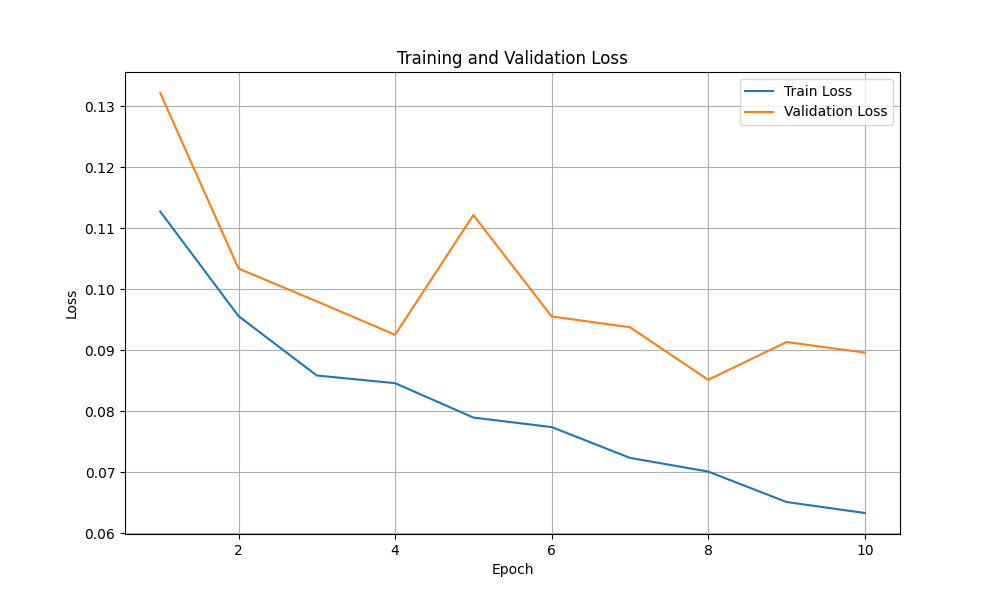 Training and Validation Loss
Train Loss
Validation Loss
0.13
0.12
0.11
0.10
0.09
0.08
0.07
0.06
Loss
2 4 6 8 10
Epoch